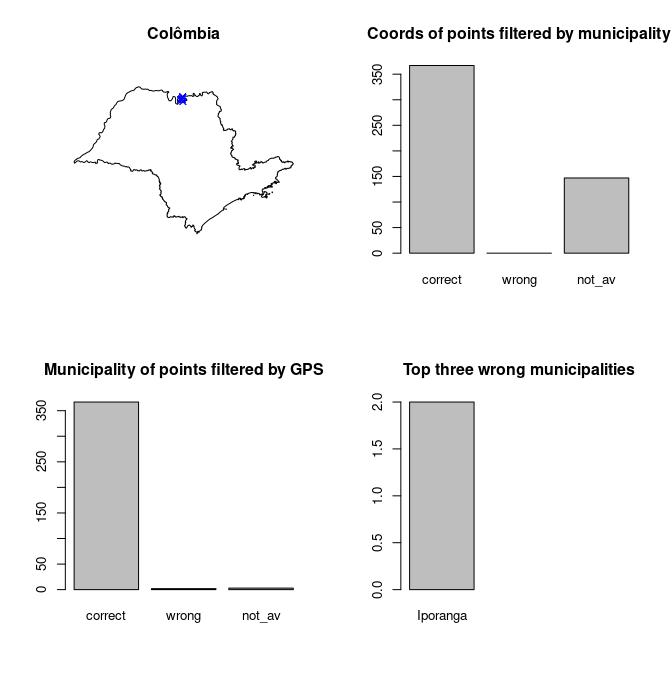 Colômbia
Coords of points filtered by municipality
350
250
150
50
0
correct wrong not_av
Municipality of points filtered by GPS
350
250
150
50
0
correct wrong not_av
Top three wrong municipalities
2.0
1.5
1.0
0.5
0.0
Iporanga